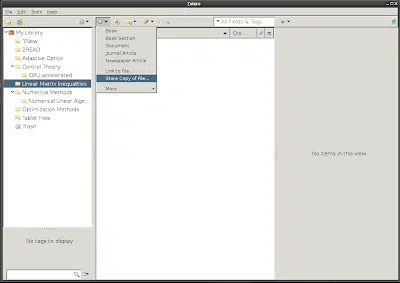 Zotero
File Edit Tools Help
All Fields & Tags
My Library
1New
2READ
Adaptive Optics
Control Theory
GPU-accelerated
Linear Matrix Inequalities
Numerical Methods
Numerical Linear Alge...
Optimization Methods
Tablet Files
Trash
Book
Book Section
Document
Journal Article
Newspaper Article
Link to File...
Store Copy of File...
More
Crea...
No items in this view
No tags to display